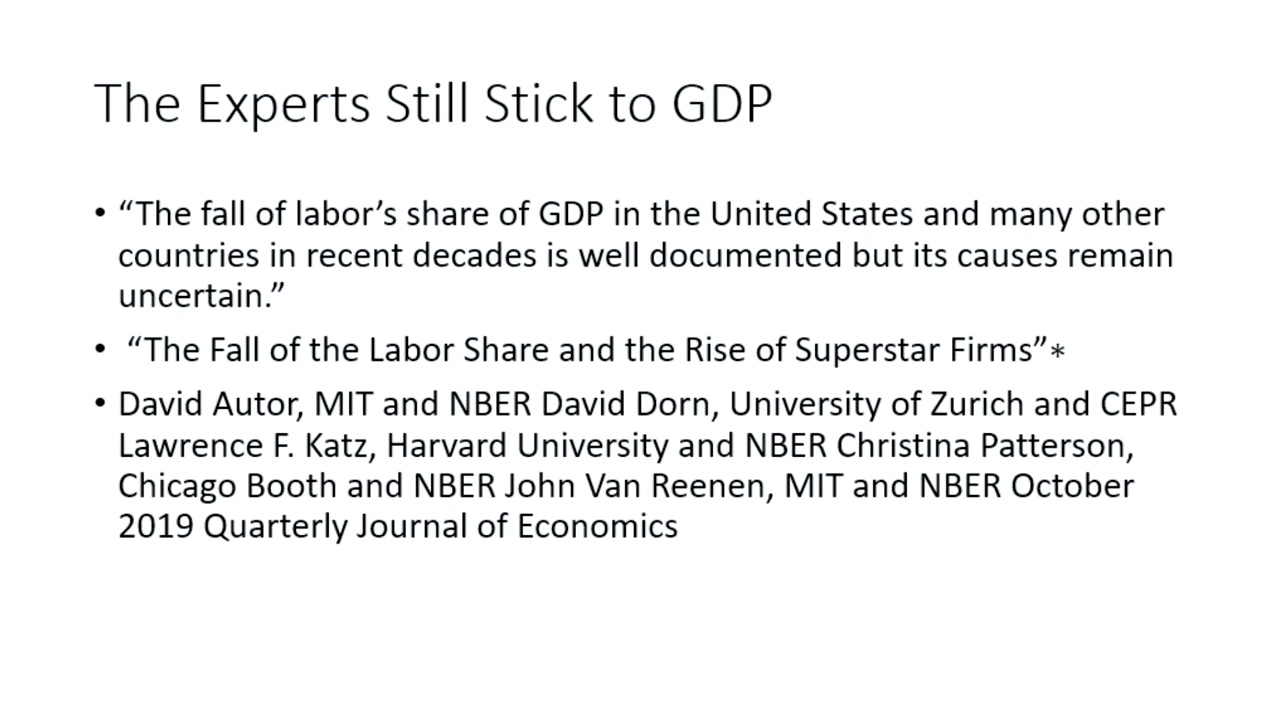 The Experts Still Stick to GDP
• “The fall of labor’s share of GDP in the United States and many other
countries in recent decades is well documented but its causes remain
uncertain.”
• “The Fall of the Labor Share and the Rise of Superstar Firms”∗
• David Autor, MIT and NBER David Dorn, University of Zurich and CEPR
Lawrence F. Katz, Harvard University and NBER Christina Patterson,
Chicago Booth and NBER John Van Reenen, MIT and NBER October
2019 Quarterly Journal of Economics